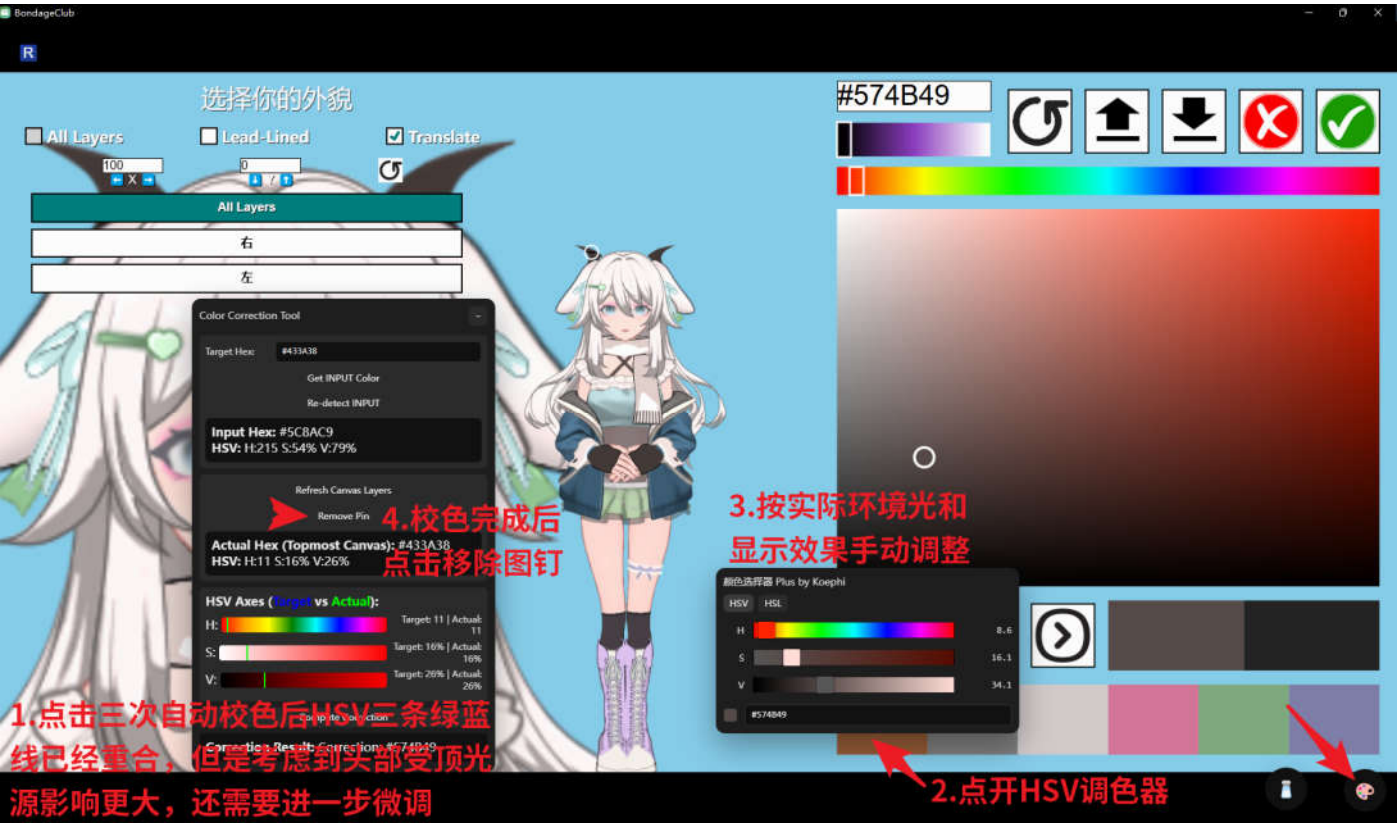 BondageClub
R
选择你的外貌
All Layers
Lead-Lined
Translate
100
0
X
All Layers
右
左
Color Correction Tool
Target Hex: #433A38
Get INPUT Color
Re-detect INPUT
Input Hex: #5C8AC9
HSV: H:215 S:54% V:79%
Refresh Canvas Layers
Remove Pin
Actual Hex (Topmost Canvas): #433A38
HSV: H:11 S:16% V:26%
HSV Axes (Target vs Actual):
H: Target: 11 | Actual:
11
S: Target: 16% | Actual:
16%
V: Target: 26% | Actual:
26%
Compute Correction
Correction Result: Correction: #574B49
1.点击三次自动校色后HSV三条绿蓝
线已经重合，但是考虑到头部受顶光
源影响更大，还需要进一步微调
4.校色完成后
点击移除图钉
#574B49
3.按实际环境光和
显示效果手动调整
颜色选择器 Plus by Koephi
HSV HSL
H 8.6
S 16.1
V 34.1
#574B49
2.点开HSV调色器